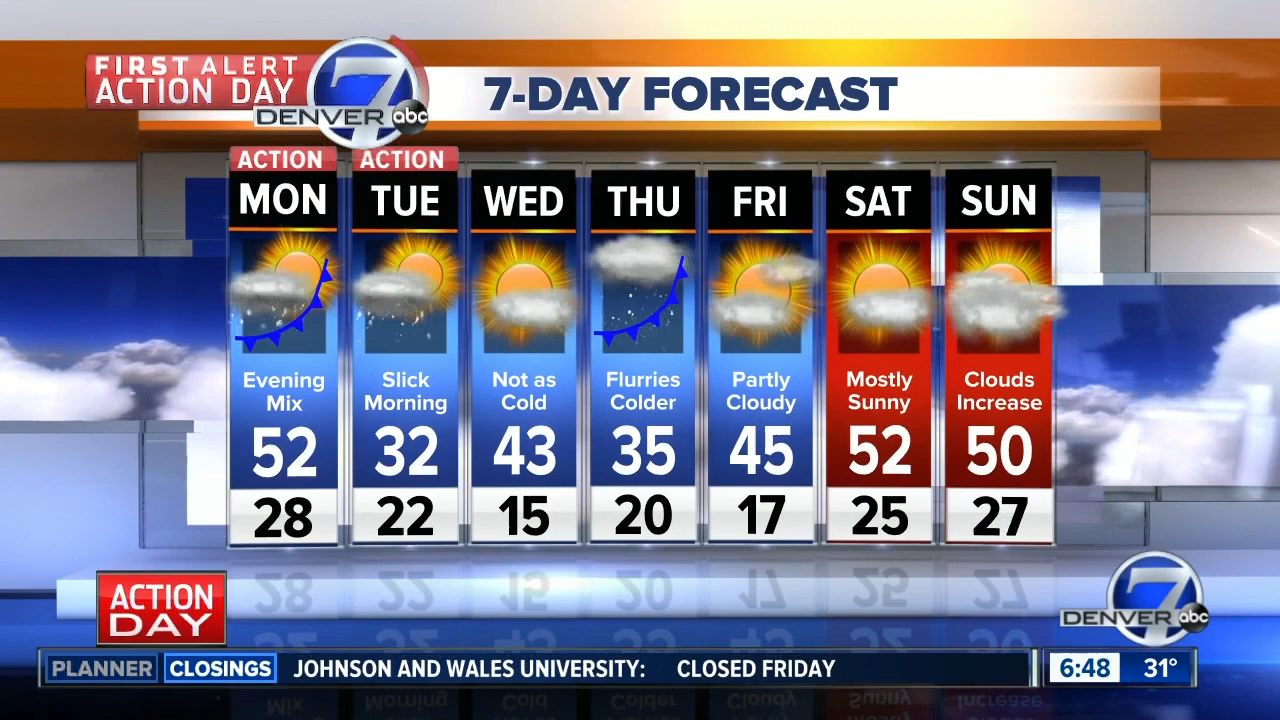 FIRST ALERT
ACTION DAY
7
DENVER abc
7-DAY FORECAST
ACTION ACTION
MON TUE WED THU FRI SAT SUN
Evening Slick Not as Flurries Partly Mostly Clouds
Mix Morning Cold Colder Cloudy Sunny Increase
52 32 43 35 45 52 50
28 22 15 20 17 25 27
ACTION
DAY
7
DENVER abc
PLANNER CLOSINGS JOHNSON AND WALES UNIVERSITY: CLOSED FRIDAY 6:48 31°